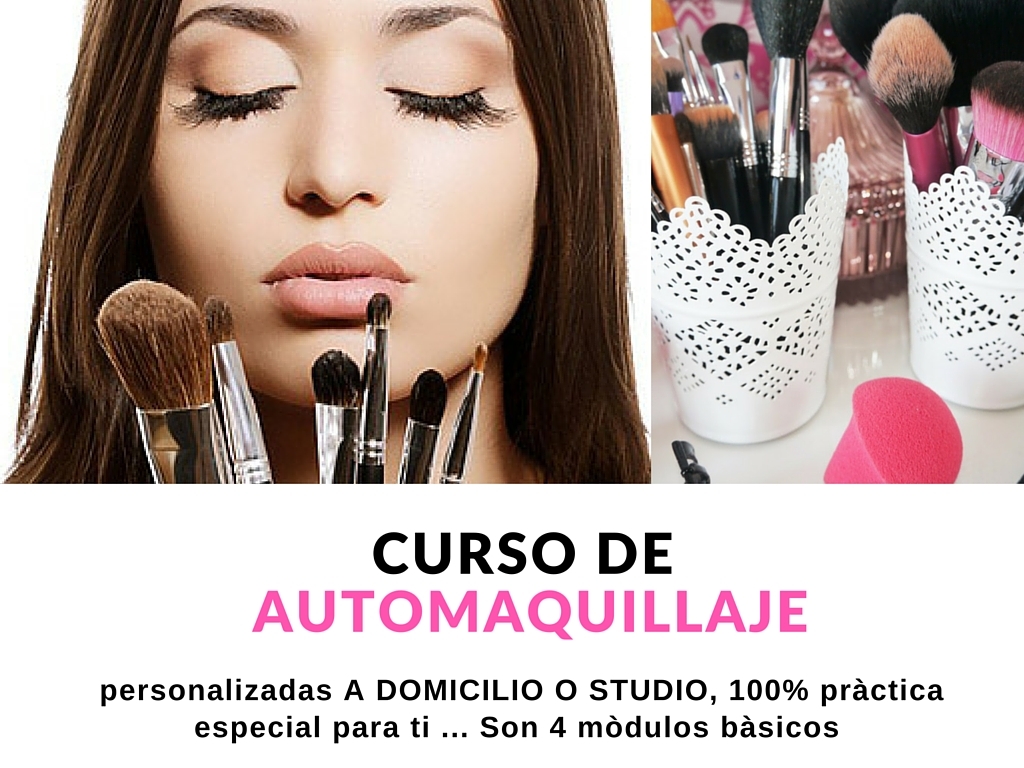 CURSO DE
AUTOMAQUILLAJE
personalizadas A DOMICILIO O STUDIO, 100% pràctica
especial para ti ... Son 4 mòdulos bàsicos